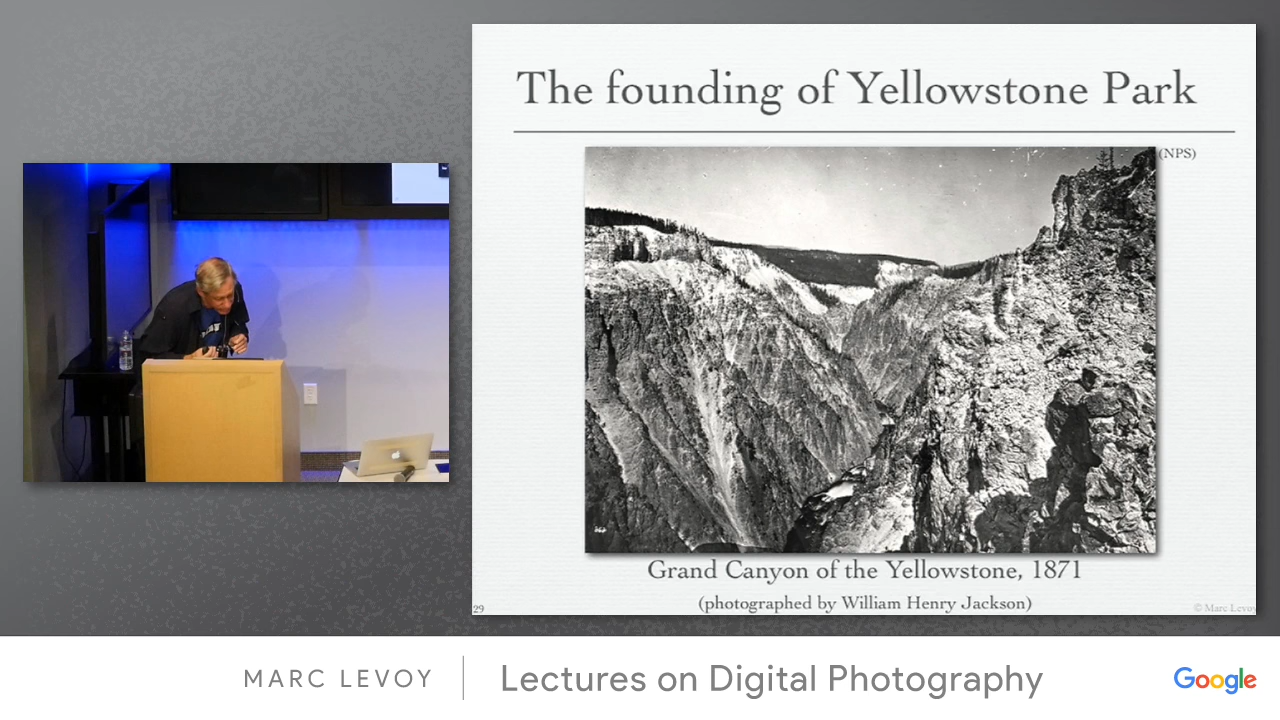 The founding of Yellowstone Park
(NPS)
Grand Canyon of the Yellowstone, 1871
(photographed by William Henry Jackson)
29
© Marc Levoy
MARC LEVOY
Lectures on Digital Photography
Google